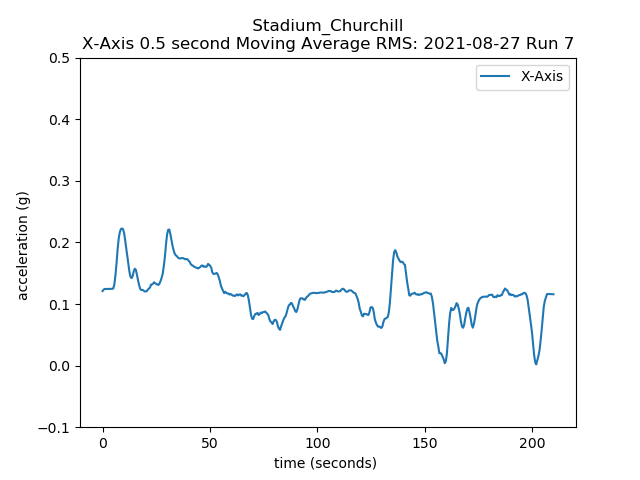 Stadium_Churchill
X-Axis 0.5 second Moving Average RMS: 2021-08-27 Run 7
X-Axis
acceleration (g)
0.5
0.4
0.3
0.2
0.1
0.0
−0.1
0 50 100 150 200
time (seconds)